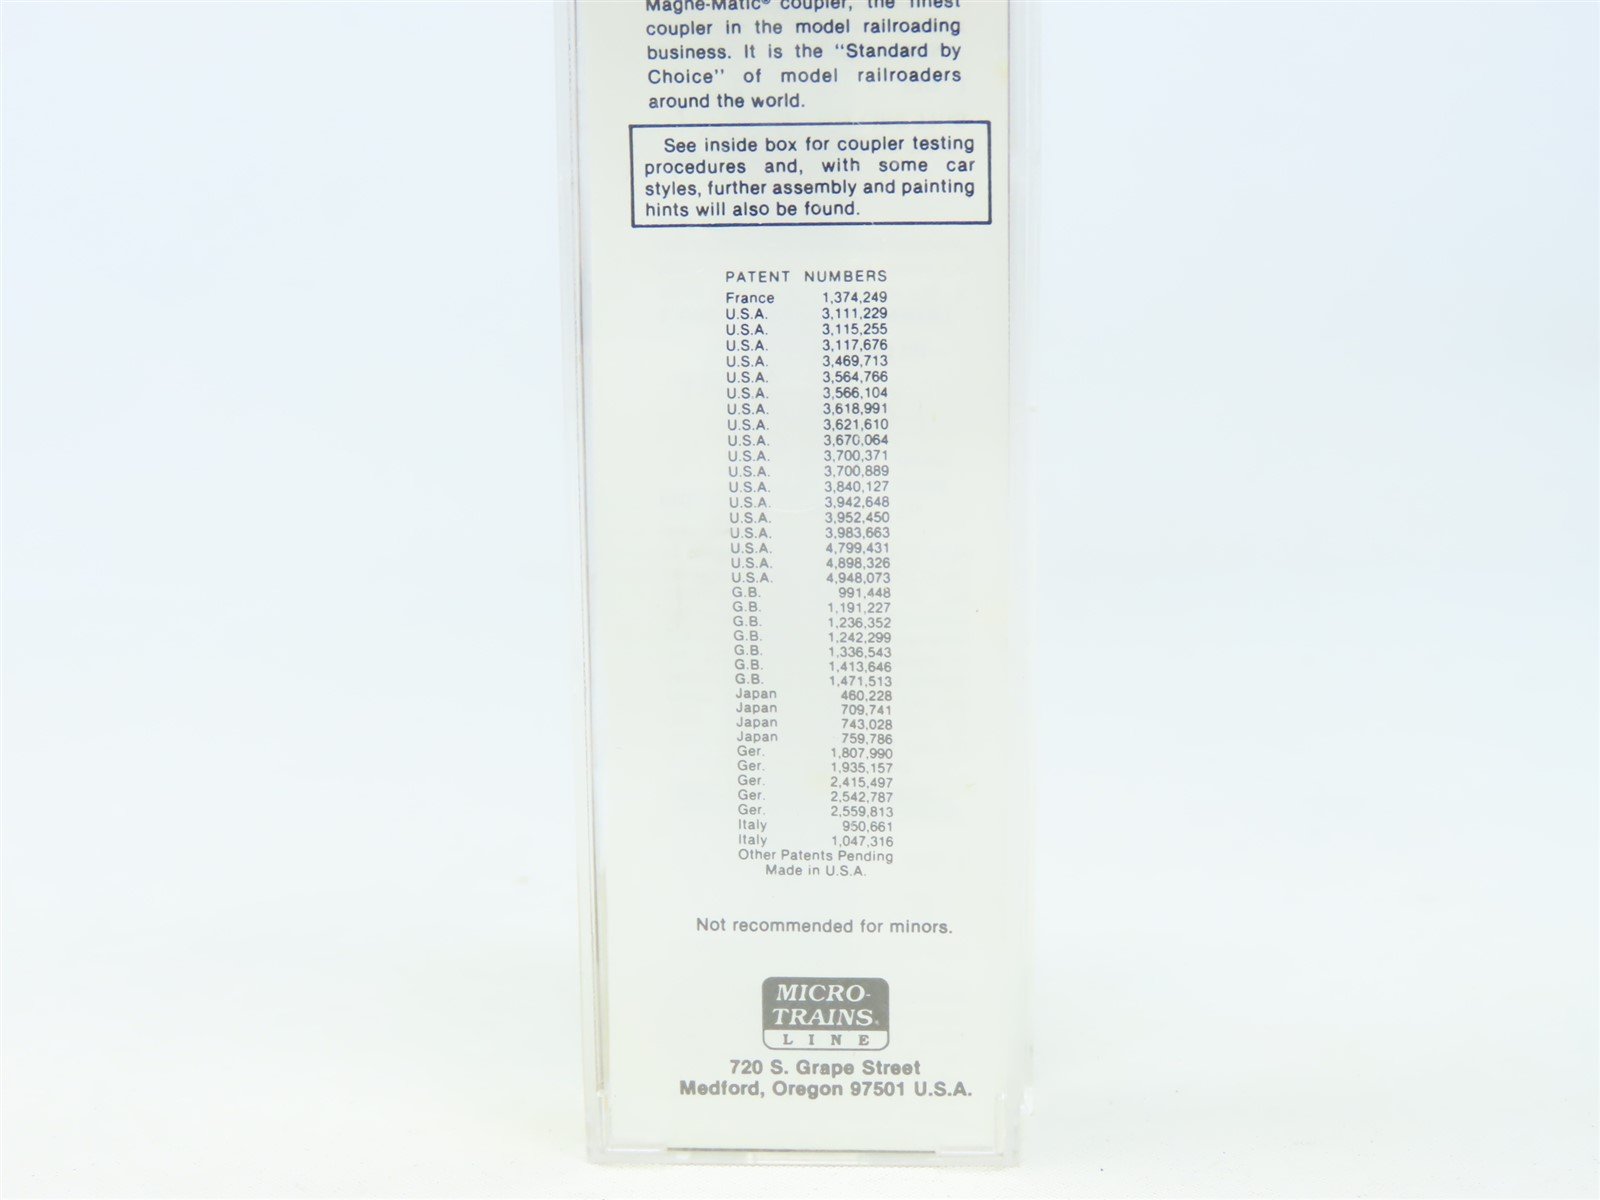 Magne-Matic® coupler, the finest
coupler in the model railroading
business. It is the "Standard by
Choice" of model railroaders
around the world.
See inside box for coupler testing
procedures and, with some car
styles, further assembly and painting
hints will also be found.
PATENT NUMBERS
France 1,374,249
U.S.A. 3,111,229
U.S.A. 3,115,255
U.S.A. 3,117,676
U.S.A. 3,469,713
U.S.A. 3,564,766
U.S.A. 3,566,104
U.S.A. 3,618,991
U.S.A. 3,621,610
U.S.A. 3,670,064
U.S.A. 3,700,371
U.S.A. 3,700,889
U.S.A. 3,840,127
U.S.A. 3,942,648
U.S.A. 3,952,450
U.S.A. 3,983,663
U.S.A. 4,799,431
U.S.A. 4,898,326
U.S.A. 4,948,073
G.B. 991,448
G.B. 1,191,227
G.B. 1,236,352
G.B. 1,242,299
G.B. 1,336,543
G.B. 1,413,646
G.B. 1,471,513
Japan 460,228
Japan 709,741
Japan 743,028
Japan 759,786
Ger. 1,807,990
Ger. 1,935,157
Ger. 2,415,497
Ger. 2,542,787
Ger. 2,559,813
Italy 950,661
Italy 1,047,316
Other Patents Pending
Made in U.S.A.
Not recommended for minors.
MICRO-
TRAINS
LINE
720 S. Grape Street
Medford, Oregon 97501 U.S.A.